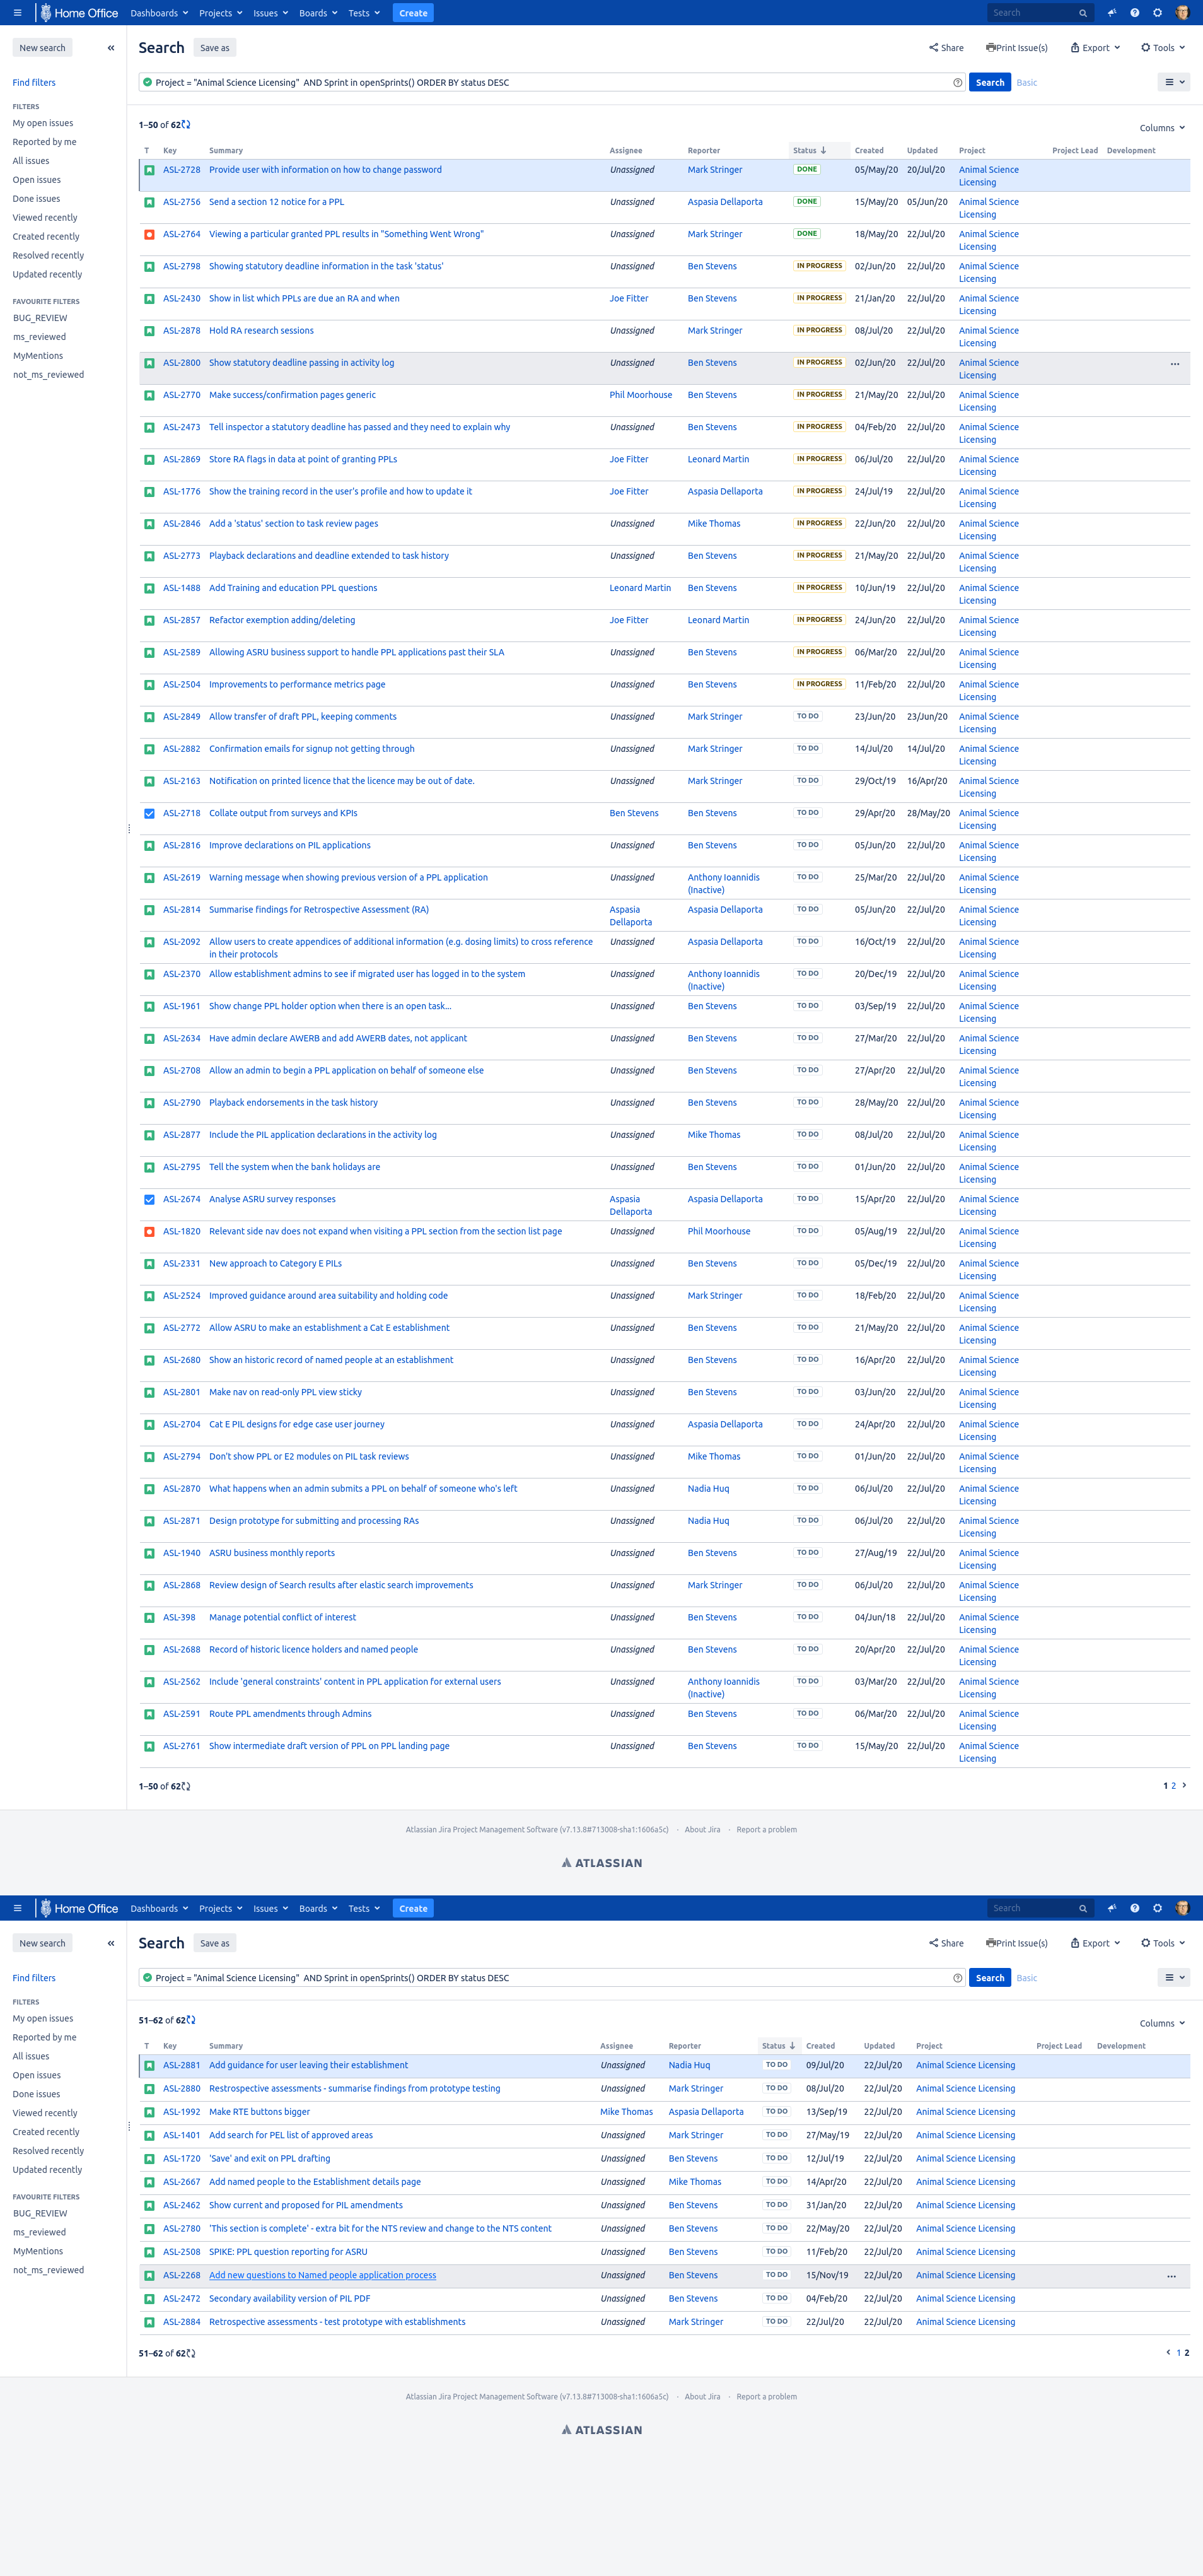 Home Office Dashboards Projects Issues Boards Tests Create Search
New search
Find filters
FILTERS
My open issues
Reported by me
All issues
Open issues
Done issues
Viewed recently
Created recently
Resolved recently
Updated recently
FAVOURITE FILTERS
BUG_REVIEW
ms_reviewed
MyMentions
not_ms_reviewed
Search Save as Share Print Issue(s) Export Tools
Project = "Animal Science Licensing" AND Sprint in openSprints() ORDER BY status DESC Search Basic
1–50 of 62 Columns
T Key Summary Assignee Reporter Status Created Updated Project Project Lead Development
ASL-2728 Provide user with information on how to change password Unassigned Mark Stringer DONE 05/May/20 20/Jul/20 Animal Science Licensing
ASL-2756 Send a section 12 notice for a PPL Unassigned Aspasia Dellaporta DONE 15/May/20 05/Jun/20 Animal Science Licensing
ASL-2764 Viewing a particular granted PPL results in "Something Went Wrong" Unassigned Mark Stringer DONE 18/May/20 22/Jul/20 Animal Science Licensing
ASL-2798 Showing statutory deadline information in the task 'status' Unassigned Ben Stevens IN PROGRESS 02/Jun/20 22/Jul/20 Animal Science Licensing
ASL-2430 Show in list which PPLs are due an RA and when Joe Fitter Ben Stevens IN PROGRESS 21/Jan/20 22/Jul/20 Animal Science Licensing
ASL-2878 Hold RA research sessions Unassigned Mark Stringer IN PROGRESS 08/Jul/20 22/Jul/20 Animal Science Licensing
ASL-2800 Show statutory deadline passing in activity log Unassigned Ben Stevens IN PROGRESS 02/Jun/20 22/Jul/20 Animal Science Licensing
ASL-2770 Make success/confirmation pages generic Phil Moorhouse Ben Stevens IN PROGRESS 21/May/20 22/Jul/20 Animal Science Licensing
ASL-2473 Tell inspector a statutory deadline has passed and they need to explain why Unassigned Ben Stevens IN PROGRESS 04/Feb/20 22/Jul/20 Animal Science Licensing
ASL-2869 Store RA flags in data at point of granting PPLs Joe Fitter Leonard Martin IN PROGRESS 06/Jul/20 22/Jul/20 Animal Science Licensing
ASL-1776 Show the training record in the user's profile and how to update it Joe Fitter Aspasia Dellaporta IN PROGRESS 24/Jul/19 22/Jul/20 Animal Science Licensing
ASL-2846 Add a 'status' section to task review pages Unassigned Mike Thomas IN PROGRESS 22/Jun/20 22/Jul/20 Animal Science Licensing
ASL-2773 Playback declarations and deadline extended to task history Unassigned Ben Stevens IN PROGRESS 21/May/20 22/Jul/20 Animal Science Licensing
ASL-1488 Add Training and education PPL questions Leonard Martin Ben Stevens IN PROGRESS 10/Jun/19 22/Jul/20 Animal Science Licensing
ASL-2857 Refactor exemption adding/deleting Joe Fitter Leonard Martin IN PROGRESS 24/Jun/20 22/Jul/20 Animal Science Licensing
ASL-2589 Allowing ASRU business support to handle PPL applications past their SLA Unassigned Ben Stevens IN PROGRESS 06/Mar/20 22/Jul/20 Animal Science Licensing
ASL-2504 Improvements to performance metrics page Unassigned Ben Stevens IN PROGRESS 11/Feb/20 22/Jul/20 Animal Science Licensing
ASL-2849 Allow transfer of draft PPL, keeping comments Unassigned Mark Stringer TO DO 23/Jun/20 23/Jun/20 Animal Science Licensing
ASL-2882 Confirmation emails for signup not getting through Unassigned Mark Stringer TO DO 14/Jul/20 14/Jul/20 Animal Science Licensing
ASL-2163 Notification on printed licence that the licence may be out of date. Unassigned Mark Stringer TO DO 29/Oct/19 16/Apr/20 Animal Science Licensing
ASL-2718 Collate output from surveys and KPIs Ben Stevens Ben Stevens TO DO 29/Apr/20 28/May/20 Animal Science Licensing
ASL-2816 Improve declarations on PIL applications Unassigned Ben Stevens TO DO 05/Jun/20 22/Jul/20 Animal Science Licensing
ASL-2619 Warning message when showing previous version of a PPL application Unassigned Anthony Ioannidis (Inactive) TO DO 25/Mar/20 22/Jul/20 Animal Science Licensing
ASL-2814 Summarise findings for Retrospective Assessment (RA) Aspasia Dellaporta Aspasia Dellaporta TO DO 05/Jun/20 22/Jul/20 Animal Science Licensing
ASL-2092 Allow users to create appendices of additional information (e.g. dosing limits) to cross reference in their protocols Unassigned Aspasia Dellaporta TO DO 16/Oct/19 22/Jul/20 Animal Science Licensing
ASL-2370 Allow establishment admins to see if migrated user has logged in to the system Unassigned Anthony Ioannidis (Inactive) TO DO 20/Dec/19 22/Jul/20 Animal Science Licensing
ASL-1961 Show change PPL holder option when there is an open task... Unassigned Ben Stevens TO DO 03/Sep/19 22/Jul/20 Animal Science Licensing
ASL-2634 Have admin declare AWERB and add AWERB dates, not applicant Unassigned Ben Stevens TO DO 27/Mar/20 22/Jul/20 Animal Science Licensing
ASL-2708 Allow an admin to begin a PPL application on behalf of someone else Unassigned Ben Stevens TO DO 27/Apr/20 22/Jul/20 Animal Science Licensing
ASL-2790 Playback endorsements in the task history Unassigned Ben Stevens TO DO 28/May/20 22/Jul/20 Animal Science Licensing
ASL-2877 Include the PIL application declarations in the activity log Unassigned Mike Thomas TO DO 08/Jul/20 22/Jul/20 Animal Science Licensing
ASL-2795 Tell the system when the bank holidays are Unassigned Ben Stevens TO DO 01/Jun/20 22/Jul/20 Animal Science Licensing
ASL-2674 Analyse ASRU survey responses Aspasia Dellaporta Aspasia Dellaporta TO DO 15/Apr/20 22/Jul/20 Animal Science Licensing
ASL-1820 Relevant side nav does not expand when visiting a PPL section from the section list page Unassigned Phil Moorhouse TO DO 05/Aug/19 22/Jul/20 Animal Science Licensing
ASL-2331 New approach to Category E PILs Unassigned Ben Stevens TO DO 05/Dec/19 22/Jul/20 Animal Science Licensing
ASL-2524 Improved guidance around area suitability and holding code Unassigned Mark Stringer TO DO 18/Feb/20 22/Jul/20 Animal Science Licensing
ASL-2772 Allow ASRU to make an establishment a Cat E establishment Unassigned Ben Stevens TO DO 21/May/20 22/Jul/20 Animal Science Licensing
ASL-2680 Show an historic record of named people at an establishment Unassigned Ben Stevens TO DO 16/Apr/20 22/Jul/20 Animal Science Licensing
ASL-2801 Make nav on read-only PPL view sticky Unassigned Ben Stevens TO DO 03/Jun/20 22/Jul/20 Animal Science Licensing
ASL-2704 Cat E PIL designs for edge case user journey Unassigned Aspasia Dellaporta TO DO 24/Apr/20 22/Jul/20 Animal Science Licensing
ASL-2794 Don't show PPL or E2 modules on PIL task reviews Unassigned Mike Thomas TO DO 01/Jun/20 22/Jul/20 Animal Science Licensing
ASL-2870 What happens when an admin submits a PPL on behalf of someone who's left Unassigned Nadia Huq TO DO 06/Jul/20 22/Jul/20 Animal Science Licensing
ASL-2871 Design prototype for submitting and processing RAs Unassigned Nadia Huq TO DO 06/Jul/20 22/Jul/20 Animal Science Licensing
ASL-1940 ASRU business monthly reports Unassigned Ben Stevens TO DO 27/Aug/19 22/Jul/20 Animal Science Licensing
ASL-2868 Review design of Search results after elastic search improvements Unassigned Mark Stringer TO DO 06/Jul/20 22/Jul/20 Animal Science Licensing
ASL-398 Manage potential conflict of interest Unassigned Ben Stevens TO DO 04/Jun/18 22/Jul/20 Animal Science Licensing
ASL-2688 Record of historic licence holders and named people Unassigned Ben Stevens TO DO 20/Apr/20 22/Jul/20 Animal Science Licensing
ASL-2562 Include 'general constraints' content in PPL application for external users Unassigned Anthony Ioannidis (Inactive) TO DO 03/Mar/20 22/Jul/20 Animal Science Licensing
ASL-2591 Route PPL amendments through Admins Unassigned Ben Stevens TO DO 06/Mar/20 22/Jul/20 Animal Science Licensing
ASL-2761 Show intermediate draft version of PPL on PPL landing page Unassigned Ben Stevens TO DO 15/May/20 22/Jul/20 Animal Science Licensing
1–50 of 62 1 2
Atlassian Jira Project Management Software (v7.13.8#713008-sha1:1606a5c) · About Jira · Report a problem
ATLASSIAN
Home Office Dashboards Projects Issues Boards Tests Create Search
New search
Find filters
FILTERS
My open issues
Reported by me
All issues
Open issues
Done issues
Viewed recently
Created recently
Resolved recently
Updated recently
FAVOURITE FILTERS
BUG_REVIEW
ms_reviewed
MyMentions
not_ms_reviewed
Search Save as Share Print Issue(s) Export Tools
Project = "Animal Science Licensing" AND Sprint in openSprints() ORDER BY status DESC Search Basic
51–62 of 62 Columns
T Key Summary Assignee Reporter Status Created Updated Project Project Lead Development
ASL-2881 Add guidance for user leaving their establishment Unassigned Nadia Huq TO DO 09/Jul/20 22/Jul/20 Animal Science Licensing
ASL-2880 Restrospective assessments - summarise findings from prototype testing Unassigned Mark Stringer TO DO 08/Jul/20 22/Jul/20 Animal Science Licensing
ASL-1992 Make RTE buttons bigger Mike Thomas Aspasia Dellaporta TO DO 13/Sep/19 22/Jul/20 Animal Science Licensing
ASL-1401 Add search for PEL list of approved areas Unassigned Mark Stringer TO DO 27/May/19 22/Jul/20 Animal Science Licensing
ASL-1720 'Save' and exit on PPL drafting Unassigned Ben Stevens TO DO 12/Jul/19 22/Jul/20 Animal Science Licensing
ASL-2667 Add named people to the Establishment details page Unassigned Mike Thomas TO DO 14/Apr/20 22/Jul/20 Animal Science Licensing
ASL-2462 Show current and proposed for PIL amendments Unassigned Ben Stevens TO DO 31/Jan/20 22/Jul/20 Animal Science Licensing
ASL-2780 'This section is complete' - extra bit for the NTS review and change to the NTS content Unassigned Ben Stevens TO DO 22/May/20 22/Jul/20 Animal Science Licensing
ASL-2508 SPIKE: PPL question reporting for ASRU Unassigned Ben Stevens TO DO 11/Feb/20 22/Jul/20 Animal Science Licensing
ASL-2268 Add new questions to Named people application process Unassigned Ben Stevens TO DO 15/Nov/19 22/Jul/20 Animal Science Licensing
ASL-2472 Secondary availability version of PIL PDF Unassigned Ben Stevens TO DO 04/Feb/20 22/Jul/20 Animal Science Licensing
ASL-2884 Retrospective assessments - test prototype with establishments Unassigned Mark Stringer TO DO 22/Jul/20 22/Jul/20 Animal Science Licensing
51–62 of 62 1 2
Atlassian Jira Project Management Software (v7.13.8#713008-sha1:1606a5c) · About Jira · Report a problem
ATLASSIAN